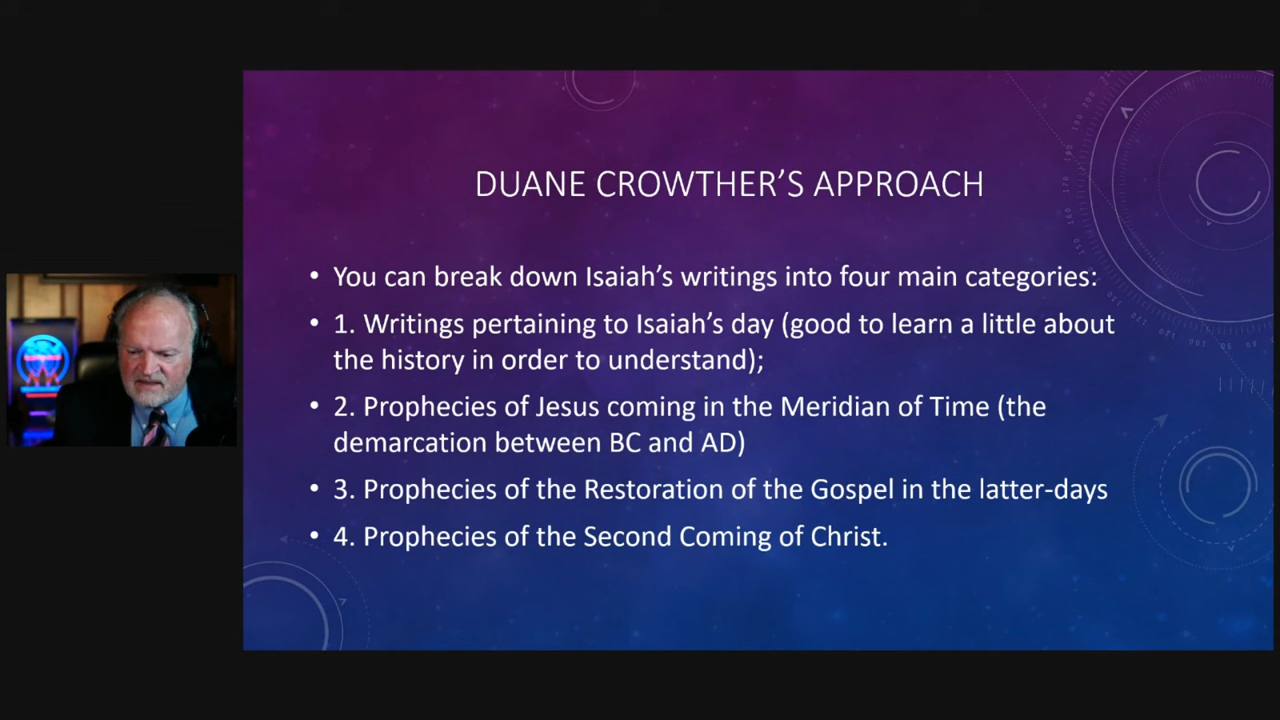 DUANE CROWTHER’S APPROACH
• You can break down Isaiah’s writings into four main categories:
• 1. Writings pertaining to Isaiah’s day (good to learn a little about
the history in order to understand);
• 2. Prophecies of Jesus coming in the Meridian of Time (the
demarcation between BC and AD)
• 3. Prophecies of the Restoration of the Gospel in the latter-days
• 4. Prophecies of the Second Coming of Christ.